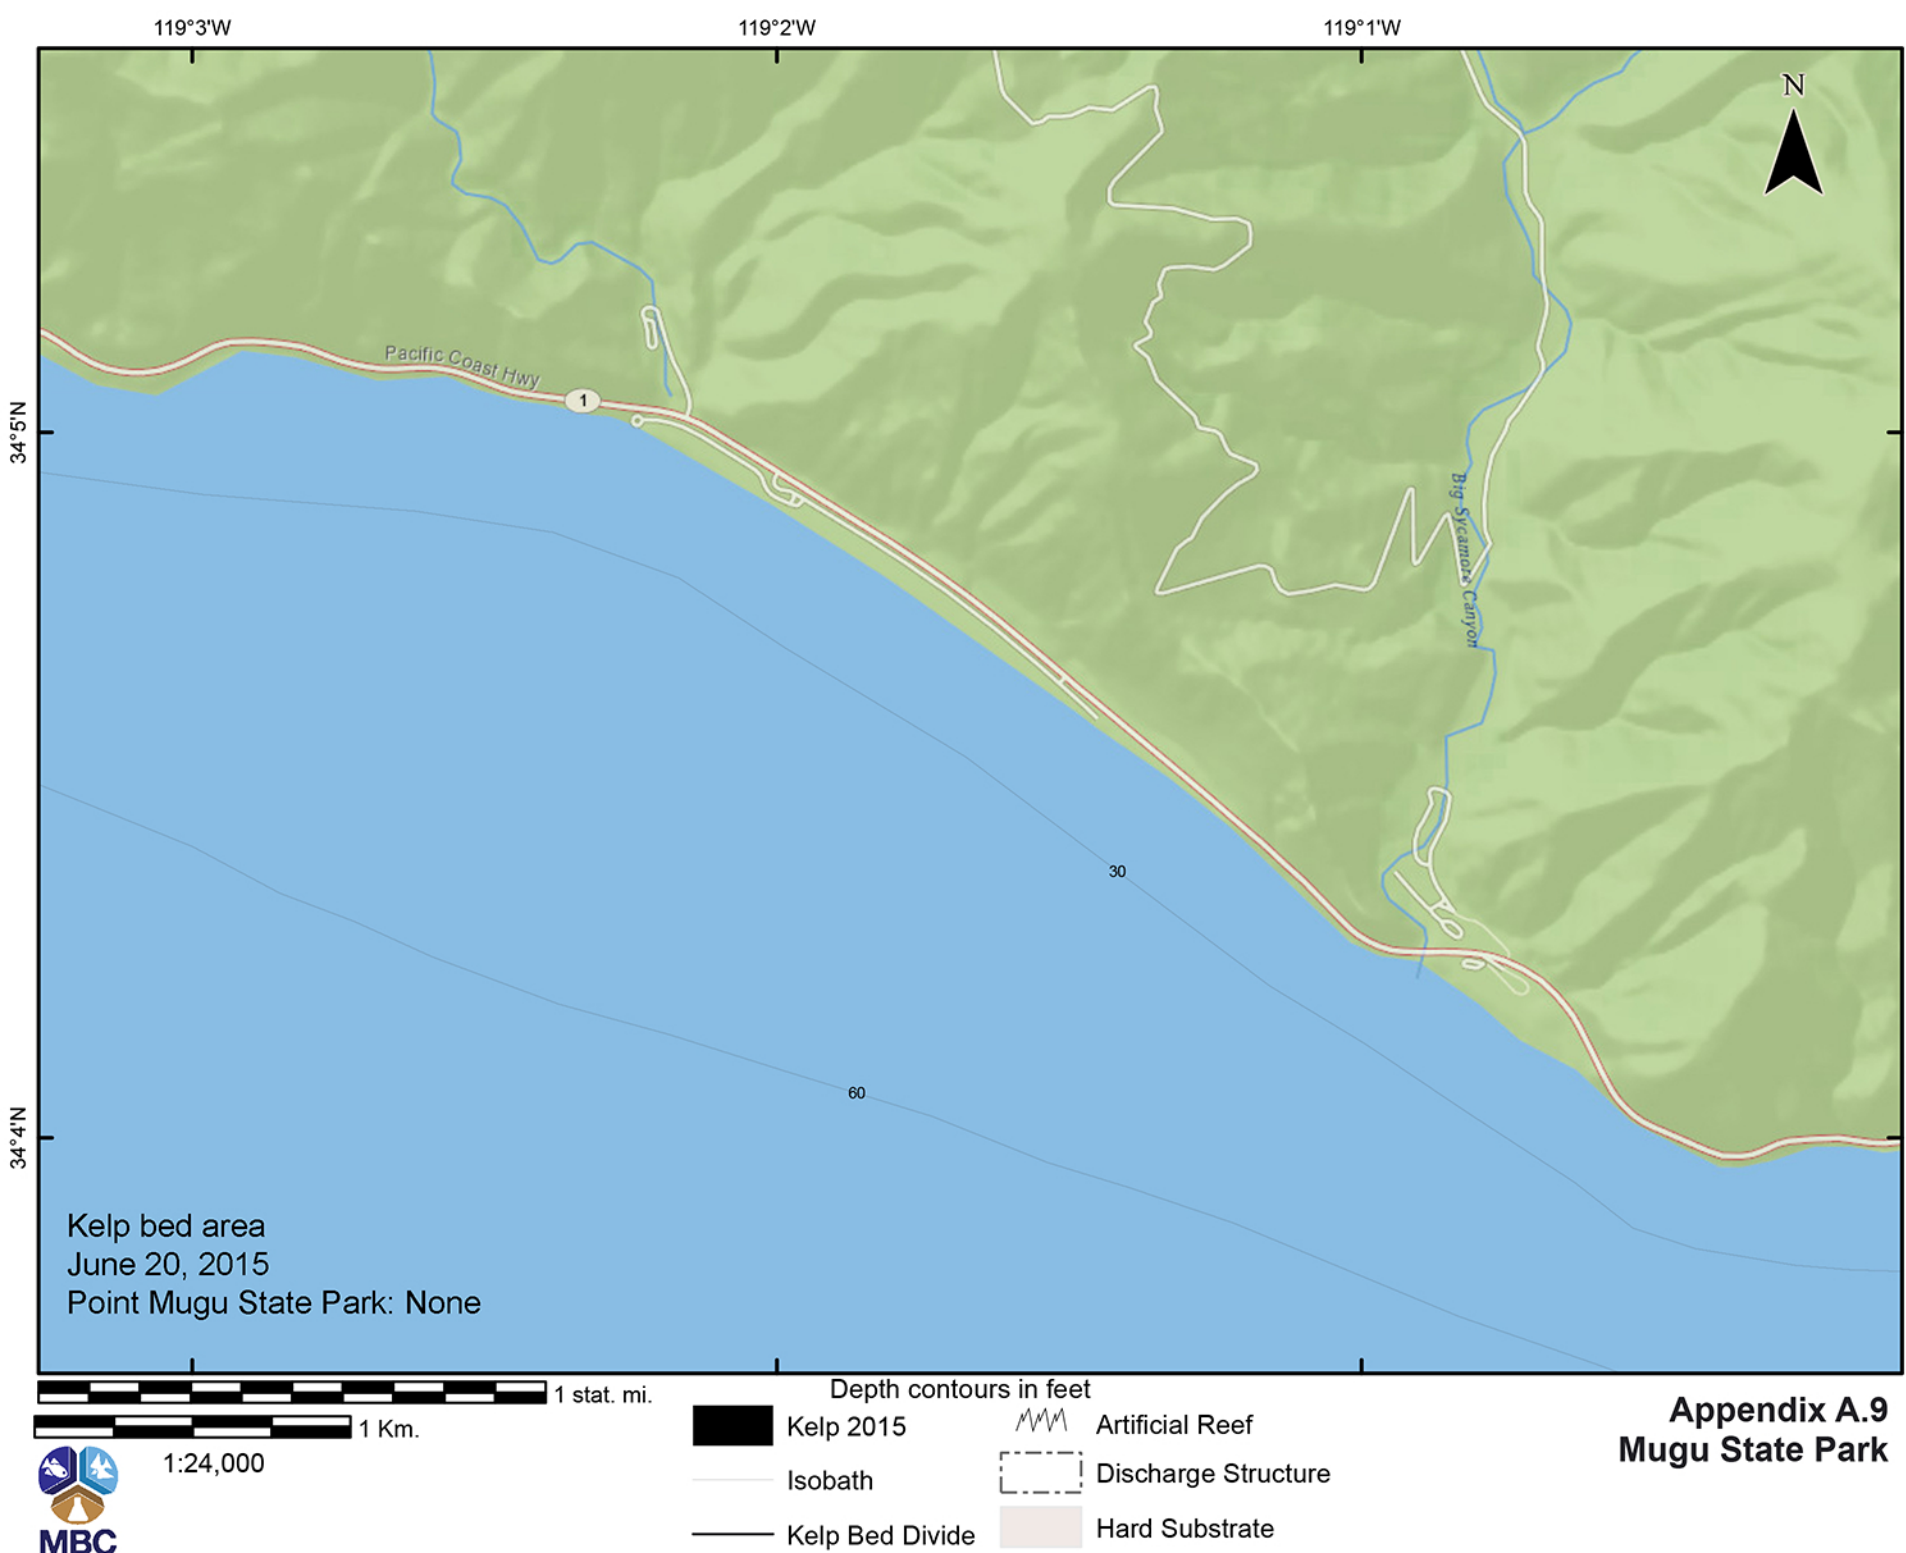 119°3'W
119°2'W
119°1'W
N
34°5'N
Pacific Coast Hwy
1
Big Sycamore Canyon
30
60
34°4'N
Kelp bed area
June 20, 2015
Point Mugu State Park: None
1 stat. mi.
1 Km.
1:24,000
MBC
Depth contours in feet
Kelp 2015
Isobath
Kelp Bed Divide
Artificial Reef
Discharge Structure
Hard Substrate
Appendix A.9
Mugu State Park